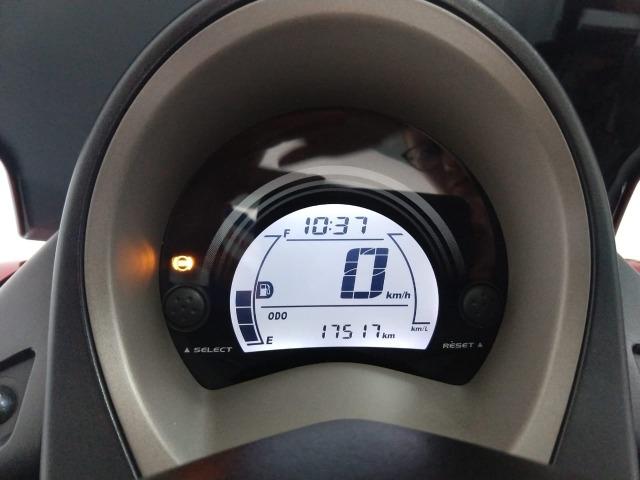 10:37
F
0 km/h
ODO
17517 km
km/L
E
▲ SELECT
RESET ▲